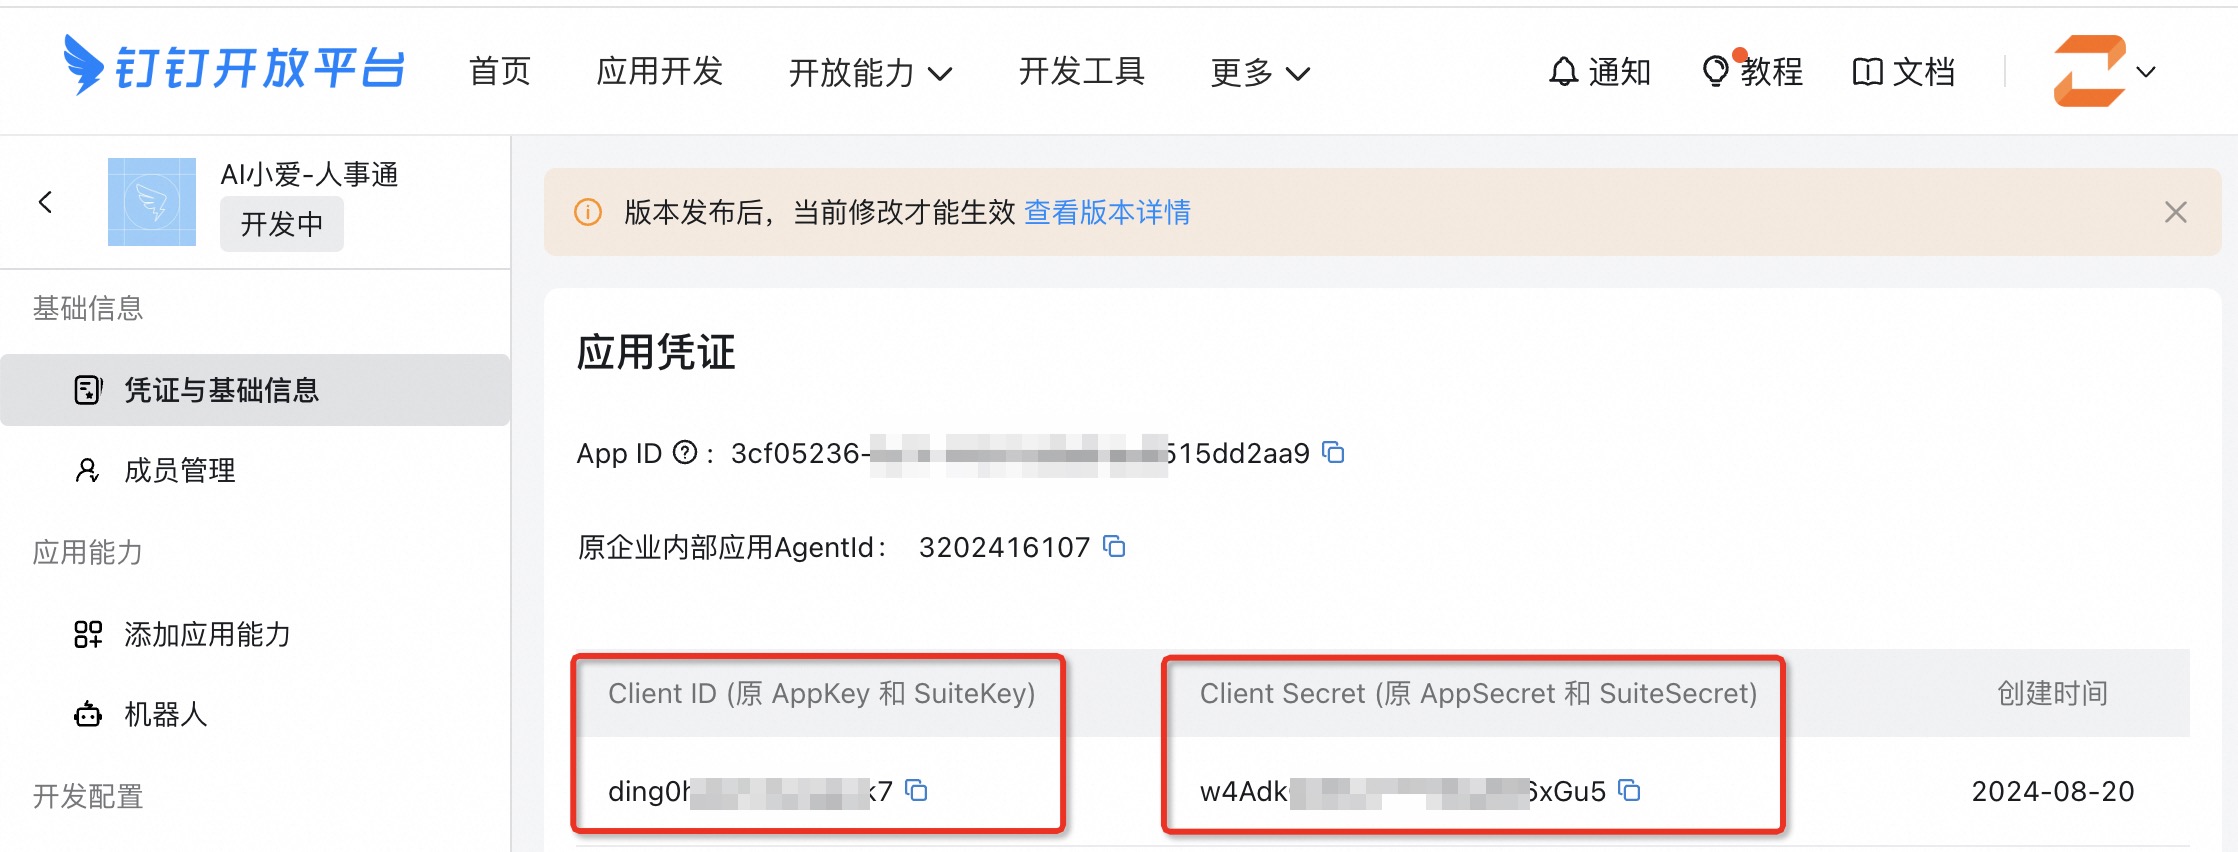 钉钉开放平台 首页 应用开发 开放能力 开发工具 更多 通知 教程 文档
AI小爱-人事通
开发中
基础信息
凭证与基础信息
成员管理
应用能力
添加应用能力
机器人
开发配置
版本发布后，当前修改才能生效 查看版本详情
应用凭证
App ID ? : 3cf05236- 515dd2aa9
原企业内部应用AgentId： 3202416107
Client ID (原 AppKey 和 SuiteKey) Client Secret (原 AppSecret 和 SuiteSecret) 创建时间
ding0h k7 w4Adk 6xGu5 2024-08-20